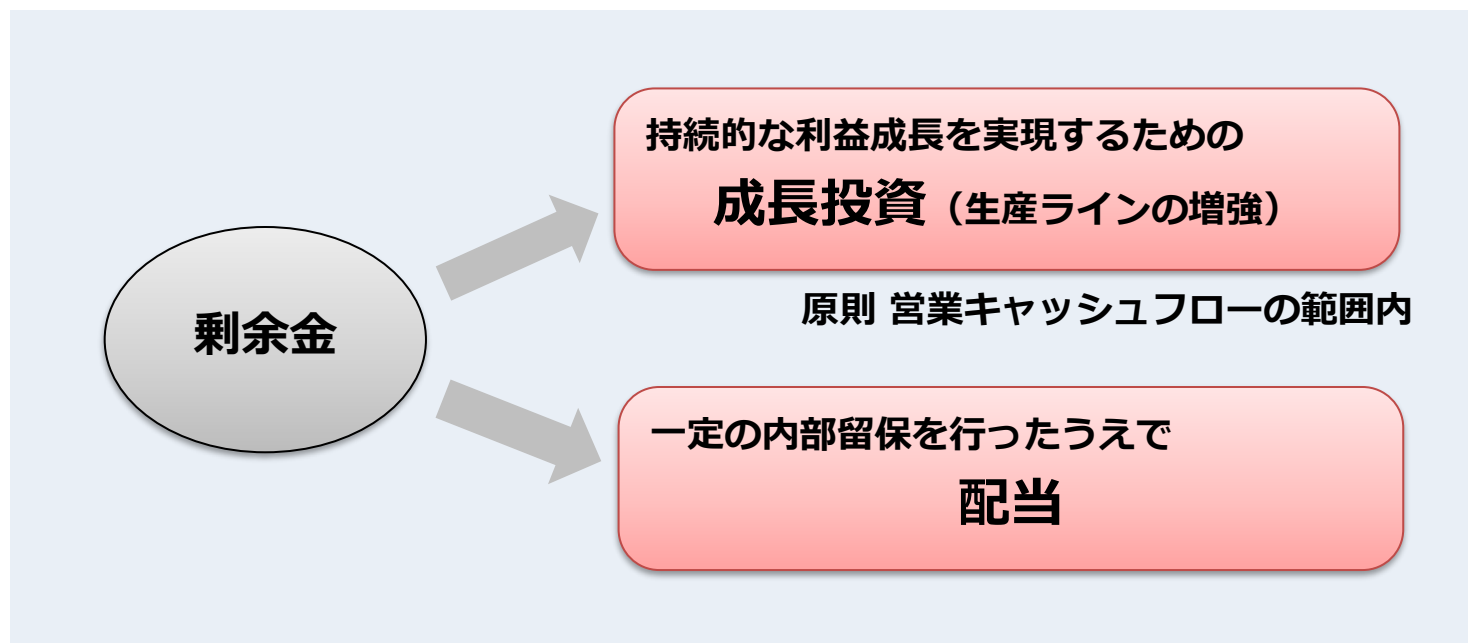 持続的な利益成長を実現するための
成長投資（生産ラインの増強）
原則 営業キャッシュフローの範囲内
剰余金
一定の内部留保を行ったうえで
配当